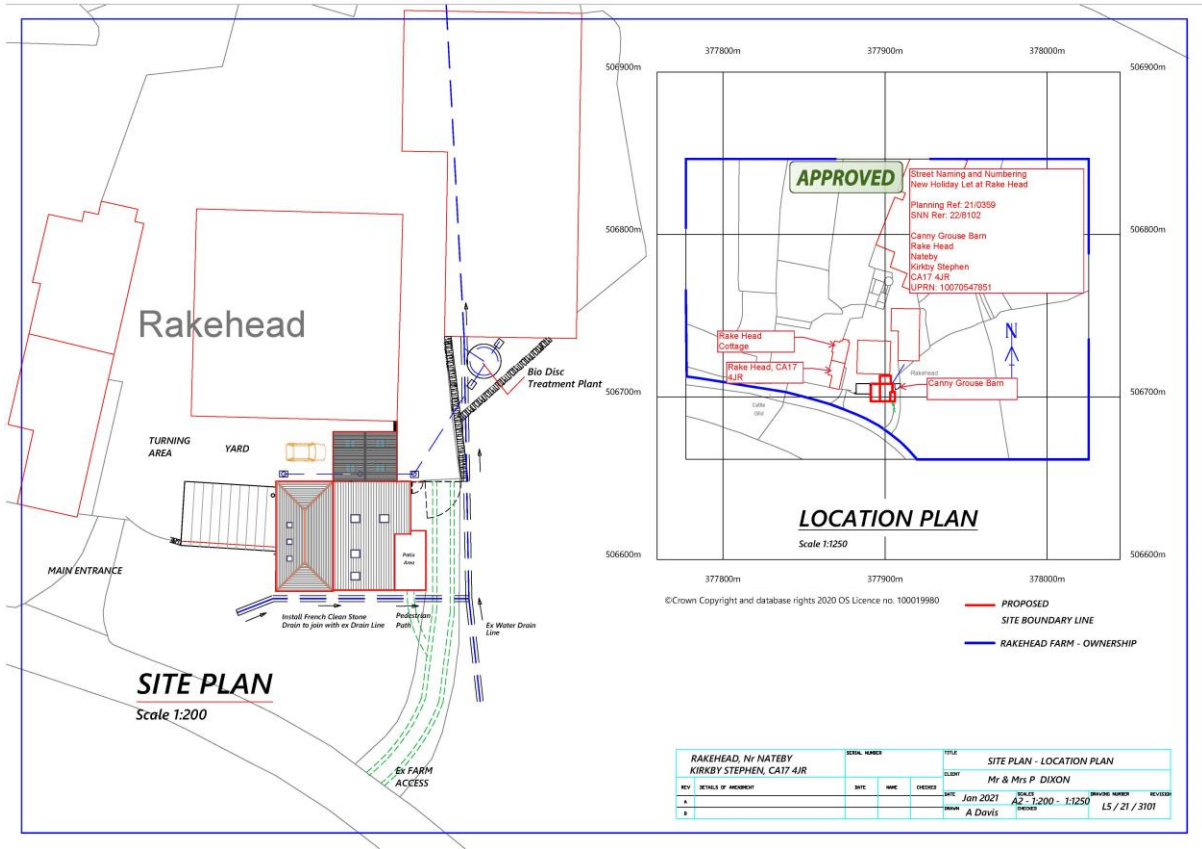 Rakehead
Bio Disc
Treatment Plant
TURNING
AREA
YARD
Patio
Area
MAIN ENTRANCE
Install French Clean Stone
Drain to join with ex Drain Line
Pedestrian
Path
Ex Water Drain
Line
SITE PLAN
Scale 1:200
Ex FARM
ACCESS
377800m
377900m
378000m
506900m
506900m
APPROVED
Street Naming and Numbering
New Holiday Let at Rake Head
Planning Ref: 21/0359
SNN Rer: 22/8102
Canny Grouse Barn
Rake Head
Nateby
Kirkby Stephen
CA17 4JR
UPRN: 10070547851
506800m
506800m
N
Rake Head
Cottage
Rake Head, CA17
4JR
Rakehead
Canny Grouse Barn
506700m
506700m
Cattle
Grid
LOCATION PLAN
Scale 1:1250
506600m
506600m
377800m
377900m
378000m
©Crown Copyright and database rights 2020 OS Licence no. 100019980
PROPOSED
SITE BOUNDARY LINE
RAKEHEAD FARM - OWNERSHIP
RAKEHEAD, Nr NATEBY
KIRKBY STEPHEN, CA17 4JR
SERIAL NUMBER
TITLE
SITE PLAN - LOCATION PLAN
CLIENT
Mr & Mrs P DIXON
REV DETAILS OF AMENDMENT DATE NAME CHECKED
A
B
DATE Jan 2021
SCALES A2 - 1:200 - 1:1250
DRAWING NUMBER L5 / 21 / 3101
REVISION
DRAWN A Davis
CHECKED